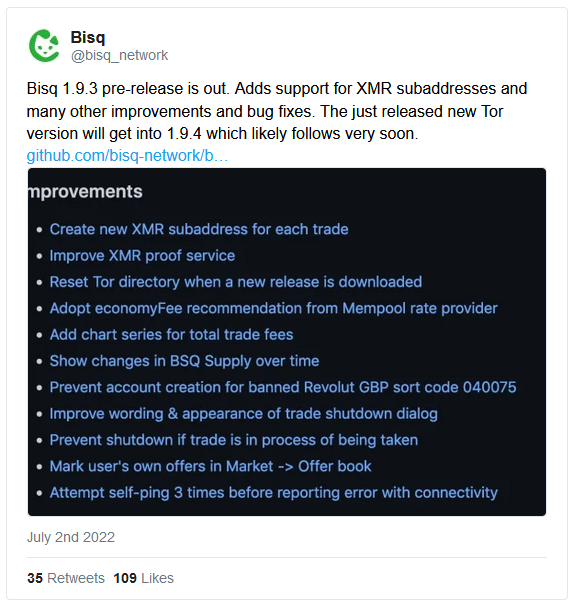 Bisq
@bisq_network
Bisq 1.9.3 pre-release is out. Adds support for XMR subaddresses and
many other improvements and bug fixes. The just released new Tor
version will get into 1.9.4 which likely follows very soon.
github.com/bisq-network/b…
mprovements
• Create new XMR subaddress for each trade
• Improve XMR proof service
• Reset Tor directory when a new release is downloaded
• Adopt economyFee recommendation from Mempool rate provider
• Add chart series for total trade fees
• Show changes in BSQ Supply over time
• Prevent account creation for banned Revolut GBP sort code 040075
• Improve wording & appearance of trade shutdown dialog
• Prevent shutdown if trade is in process of being taken
• Mark user's own offers in Market -> Offer book
• Attempt self-ping 3 times before reporting error with connectivity
July 2nd 2022
35 Retweets 109 Likes